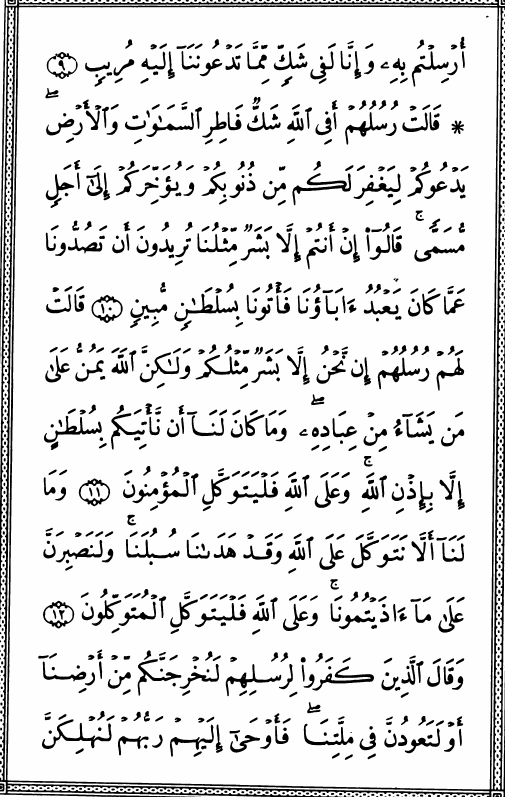 أُرْسِلْتُم بِهِۦ وَإِنَّا لَفِى شَكٍّ مِّمَّا تَدْعُونَنَآ إِلَيْهِ مُرِيبٍ ﴿٩﴾
* قَالَتْ رُسُلُهُمْ أَفِى ٱللَّهِ شَكٌّ فَاطِرِ ٱلسَّمَـٰوَٰتِ وَٱلْأَرْضِ ۖ
يَدْعُوكُمْ لِيَغْفِرَ لَكُم مِّن ذُنُوبِكُمْ وَيُؤَخِّرَكُمْ إِلَىٰٓ أَجَلٍ
مُّسَمًّى ۚ قَالُوٓا۟ إِنْ أَنتُمْ إِلَّا بَشَرٌ مِّثْلُنَا تُرِيدُونَ أَن تَصُدُّونَا
عَمَّا كَانَ يَعْبُدُ ءَابَآؤُنَا فَأْتُونَا بِسُلْطَـٰنٍ مُّبِينٍ ﴿١٠﴾ قَالَتْ
لَهُمْ رُسُلُهُمْ إِن نَّحْنُ إِلَّا بَشَرٌ مِّثْلُكُمْ وَلَـٰكِنَّ ٱللَّهَ يَمُنُّ عَلَىٰ
مَن يَشَآءُ مِنْ عِبَادِهِۦ ۖ وَمَا كَانَ لَنَآ أَن نَّأْتِيَكُم بِسُلْطَـٰنٍ
إِلَّا بِإِذْنِ ٱللَّهِ ۚ وَعَلَى ٱللَّهِ فَلْيَتَوَكَّلِ ٱلْمُؤْمِنُونَ ﴿١١﴾ وَمَا
لَنَآ أَلَّا نَتَوَكَّلَ عَلَى ٱللَّهِ وَقَدْ هَدَىٰنَا سُبُلَنَا ۚ وَلَنَصْبِرَنَّ
عَلَىٰ مَآ ءَاذَيْتُمُونَا ۚ وَعَلَى ٱللَّهِ فَلْيَتَوَكَّلِ ٱلْمُتَوَكِّلُونَ ﴿١٢﴾
وَقَالَ ٱلَّذِينَ كَفَرُوا۟ لِرُسُلِهِمْ لَنُخْرِجَنَّكُم مِّنْ أَرْضِنَآ
أَوْ لَتَعُودُنَّ فِى مِلَّتِنَا ۖ فَأَوْحَىٰٓ إِلَيْهِمْ رَبُّهُمْ لَنُهْلِكَنَّ